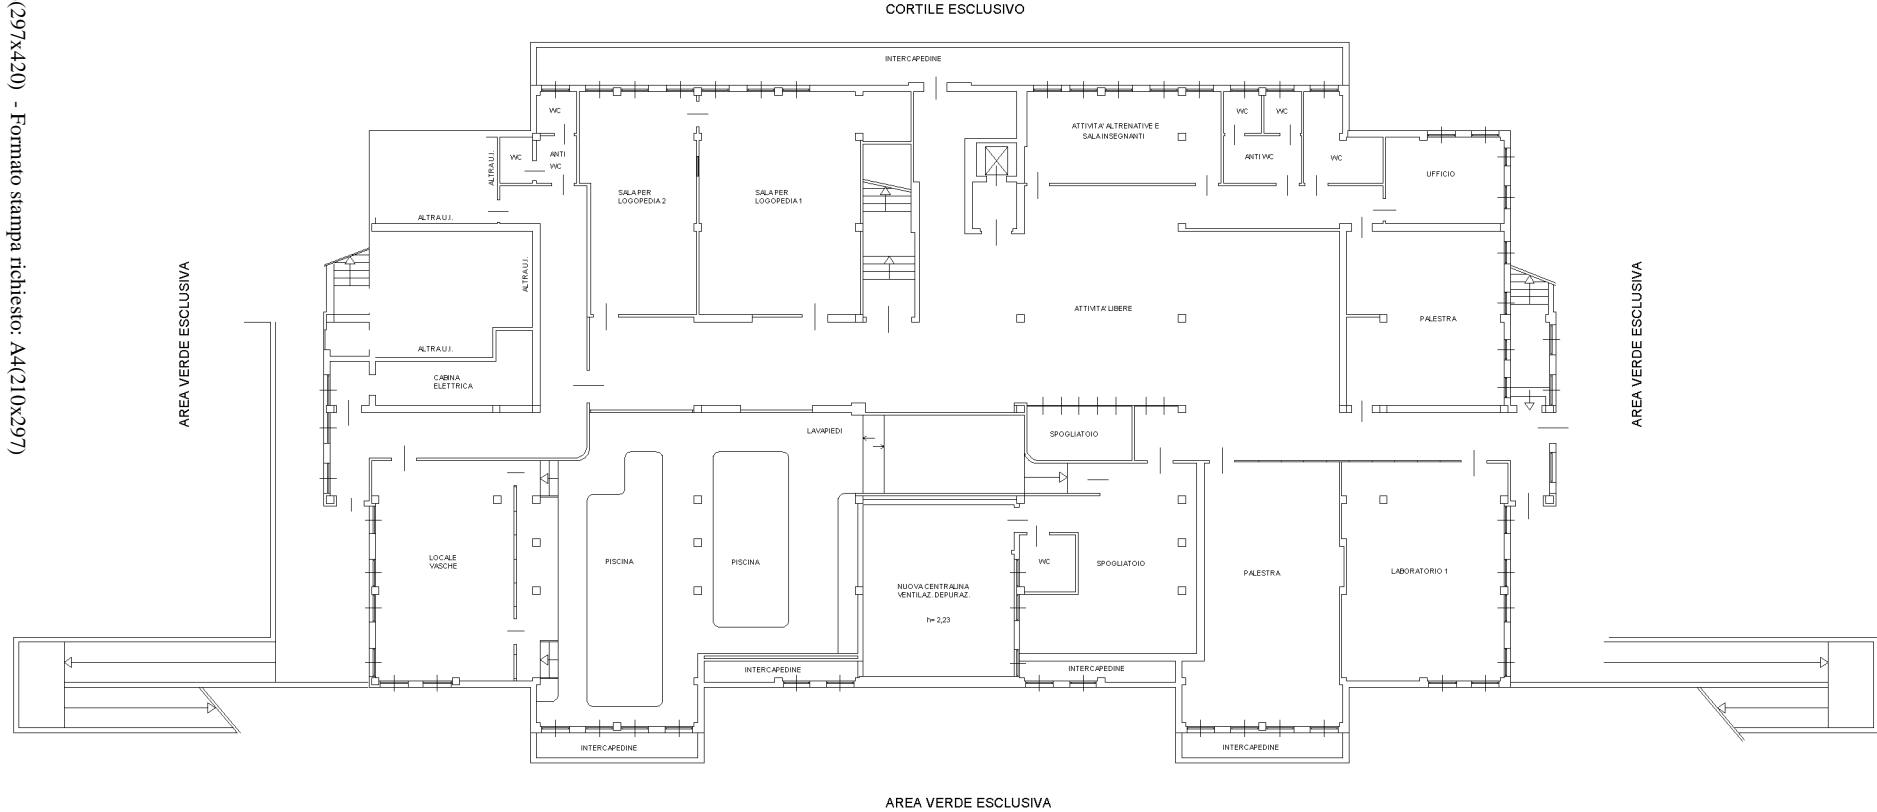 (297x420) - Formato stampa richiesto: A4(210x297)
CORTILE ESCLUSIVO
INTERCAPEDINE
WC
ANTI
WC
WC
ALTRA U.I.
ALTRA U.I.
ALTRA U.I.
ALTRA U.I.
SALA PER
LOGOPEDIA 2
SALA PER
LOGOPEDIA 1
ATTIVITA' ALTRENATIVE E
SALA INSEGNANTI
WC
WC
ANTI WC
WC
UFFICIO
AREA VERDE ESCLUSIVA
ATTIVITA' LIBERE
PALESTRA
AREA VERDE ESCLUSIVA
CABINA
ELETTRICA
LAVAPIEDI
SPOGLIATOIO
LOCALE
VASCHE
PISCINA
PISCINA
NUOVA CENTRALINA
VENTILAZ. DEPURAZ.
h= 2,23
WC
SPOGLIATOIO
PALESTRA
LABORATORIO 1
INTERCAPEDINE
INTERCAPEDINE
INTERCAPEDINE
INTERCAPEDINE
AREA VERDE ESCLUSIVA